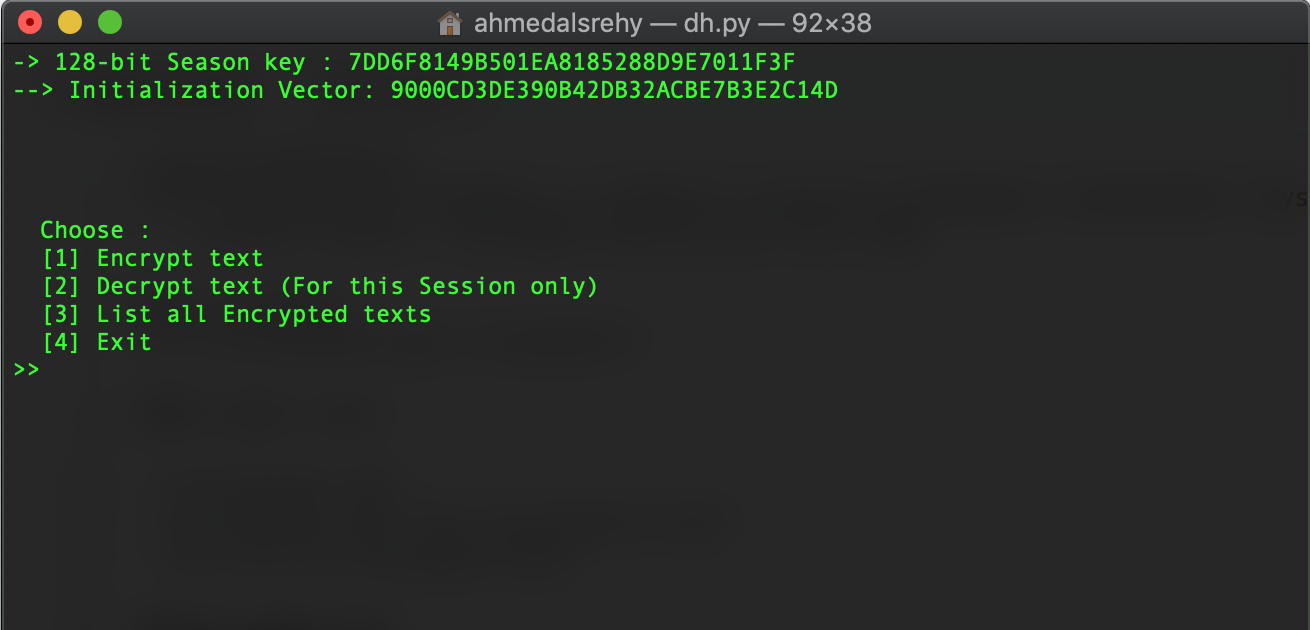 ahmedalsrehy — dh.py — 92×38
-> 128-bit Season key : 7DD6F8149B501EA8185288D9E7011F3F
--> Initialization Vector: 9000CD3DE390B42DB32ACBE7B3E2C14D
Choose :
[1] Encrypt text
[2] Decrypt text (For this Session only)
[3] List all Encrypted texts
[4] Exit
>>